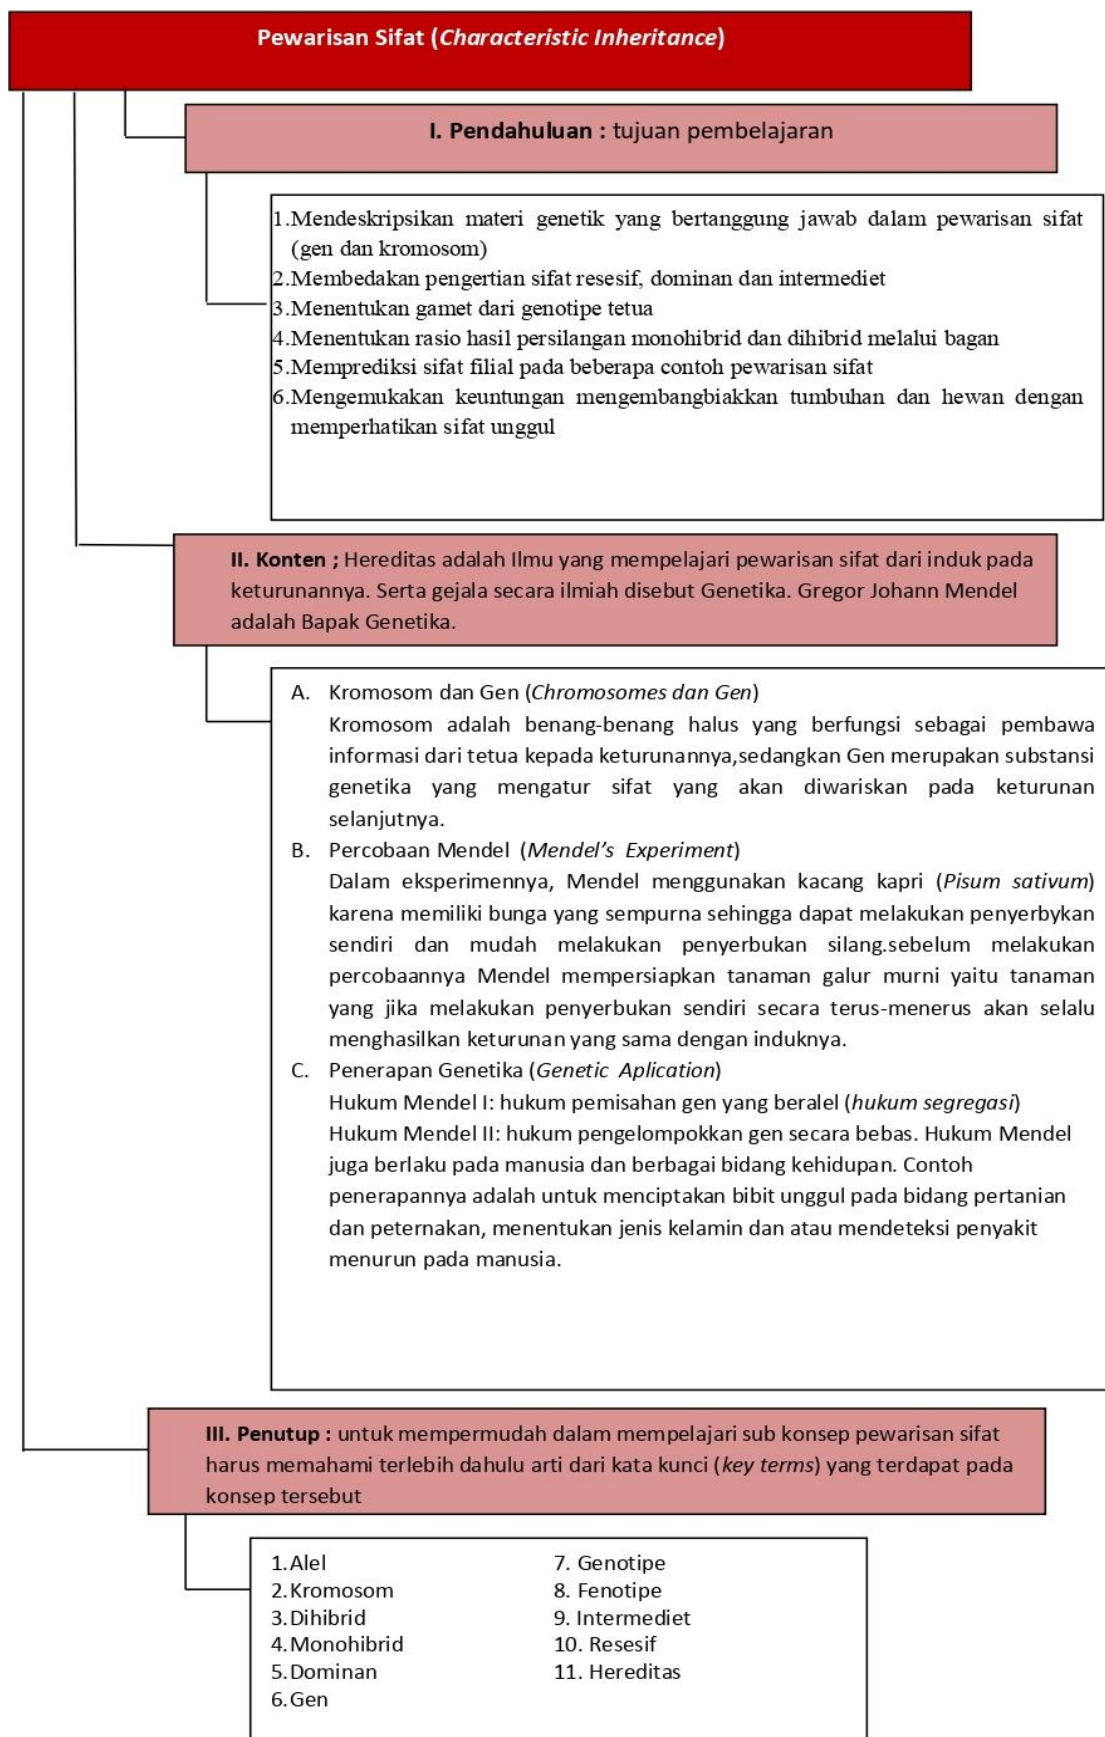 Pewarisan Sifat (Characteristic Inheritance)
I. Pendahuluan : tujuan pembelajaran
1.Mendeskripsikan materi genetik yang bertanggung jawab dalam pewarisan sifat
(gen dan kromosom)
2.Membedakan pengertian sifat resesif, dominan dan intermediet
3.Menentukan gamet dari genotipe tetua
4.Menentukan rasio hasil persilangan monohibrid dan dihibrid melalui bagan
5.Memprediksi sifat filial pada beberapa contoh pewarisan sifat
6.Mengemukakan keuntungan mengembangbiakkan tumbuhan dan hewan dengan
memperhatikan sifat unggul
II. Konten ; Hereditas adalah Ilmu yang mempelajari pewarisan sifat dari induk pada
keturunannya. Serta gejala secara ilmiah disebut Genetika. Gregor Johann Mendel
adalah Bapak Genetika.
A. Kromosom dan Gen (Chromosomes dan Gen)
Kromosom adalah benang-benang halus yang berfungsi sebagai pembawa
informasi dari tetua kepada keturunannya,sedangkan Gen merupakan substansi
genetika yang mengatur sifat yang akan diwariskan pada keturunan
selanjutnya.
B. Percobaan Mendel (Mendel's Experiment)
Dalam eksperimennya, Mendel menggunakan kacang kapri (Pisum sativum)
karena memiliki bunga yang sempurna sehingga dapat melakukan penyerbykan
sendiri dan mudah melakukan penyerbukan silang.sebelum melakukan
percobaannya Mendel mempersiapkan tanaman galur murni yaitu tanaman
yang jika melakukan penyerbukan sendiri secara terus-menerus akan selalu
menghasilkan keturunan yang sama dengan induknya.
C. Penerapan Genetika (Genetic Aplication)
Hukum Mendel I: hukum pemisahan gen yang beralel (hukum segregasi)
Hukum Mendel II: hukum pengelompokkan gen secara bebas. Hukum Mendel
juga berlaku pada manusia dan berbagai bidang kehidupan. Contoh
penerapannya adalah untuk menciptakan bibit unggul pada bidang pertanian
dan peternakan, menentukan jenis kelamin dan atau mendeteksi penyakit
menurun pada manusia.
III. Penutup : untuk mempermudah dalam mempelajari sub konsep pewarisan sifat
harus memahami terlebih dahulu arti dari kata kunci (key terms) yang terdapat pada
konsep tersebut
1.Alel
2.Kromosom
3.Dihibrid
4.Monohibrid
5.Dominan
6.Gen
7. Genotipe
8. Fenotipe
9. Intermediet
10. Resesif
11. Hereditas